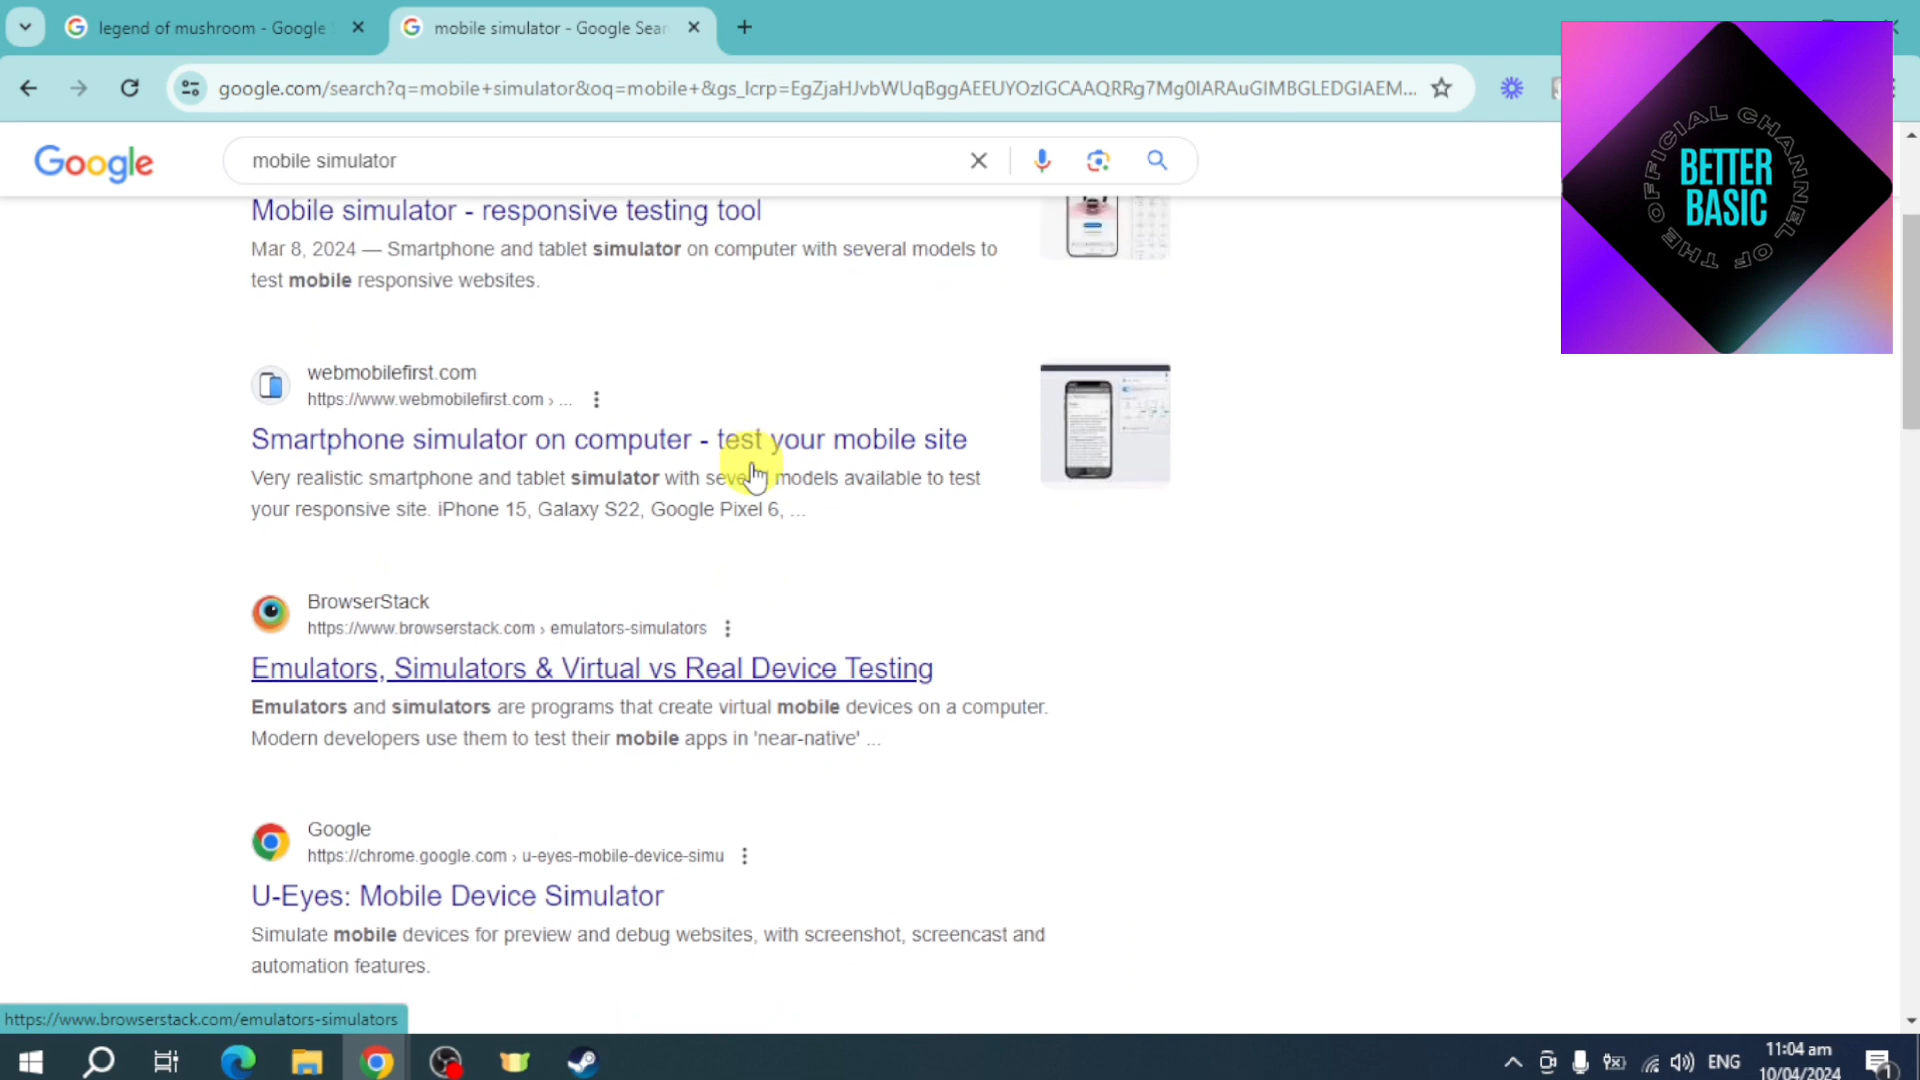 legend of mushroom - Google
mobile simulator - Google Sear
google.com/search?q=mobile+simulator&oq=mobile+&gs_lcrp=EgZjaHJvbWUqBggAEEUYOzIGCAAQRRg7Mg0IARAuGIMBGLEDGIAEM...
Google
mobile simulator
OFFICIAL CHANNEL OF THE
BETTER
BASIC
Mobile simulator - responsive testing tool
Mar 8, 2024 — Smartphone and tablet simulator on computer with several models to
test mobile responsive websites.
webmobilefirst.com
https://www.webmobilefirst.com › ...
Smartphone simulator on computer - test your mobile site
Very realistic smartphone and tablet simulator with several models available to test
your responsive site. iPhone 15, Galaxy S22, Google Pixel 6, ...
BrowserStack
https://www.browserstack.com › emulators-simulators
Emulators, Simulators & Virtual vs Real Device Testing
Emulators and simulators are programs that create virtual mobile devices on a computer.
Modern developers use them to test their mobile apps in 'near-native' ...
Google
https://chrome.google.com › u-eyes-mobile-device-simu
U-Eyes: Mobile Device Simulator
Simulate mobile devices for preview and debug websites, with screenshot, screencast and
automation features.
https://www.browserstack.com/emulators-simulators
ENG
11:04 am
10/04/2024
1